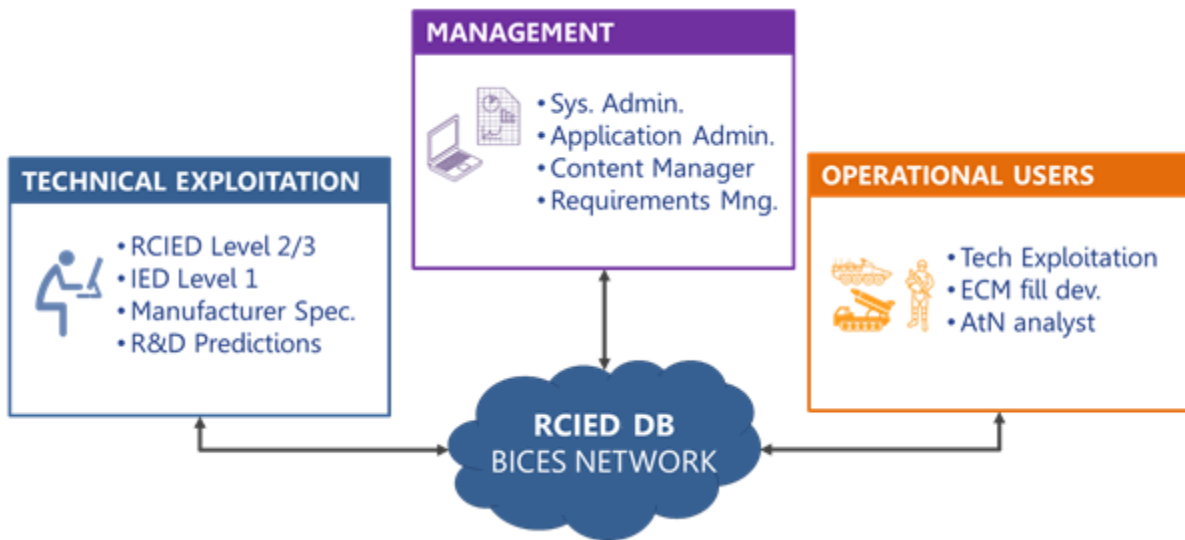 MANAGEMENT
• Sys. Admin.
• Application Admin.
• Content Manager
• Requirements Mng.
TECHNICAL EXPLOITATION
• RCIED Level 2/3
• IED Level 1
• Manufacturer Spec.
• R&D Predictions
OPERATIONAL USERS
• Tech Exploitation
• ECM fill dev.
• AtN analyst
RCIED DB
BICES NETWORK